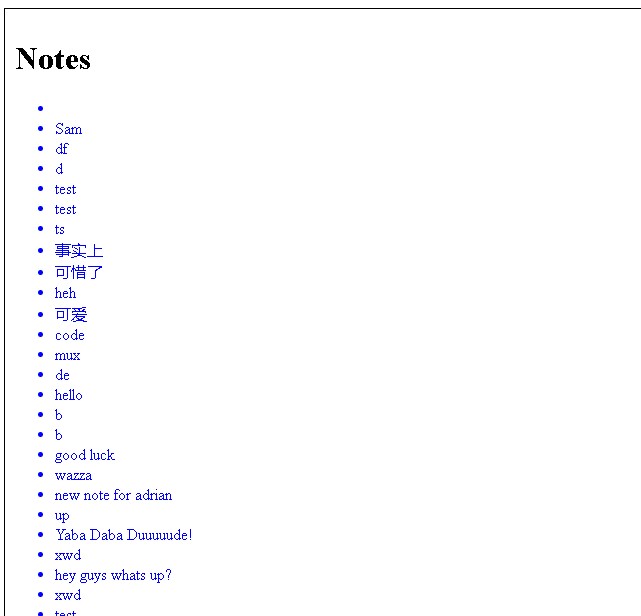 Notes
Sam
df
d
test
test
ts
事实上
可惜了
heh
可爱
code
mux
de
hello
b
b
good luck
wazza
new note for adrian
up
Yaba Daba Duuuuude!
xwd
hey guys whats up?
xwd
test